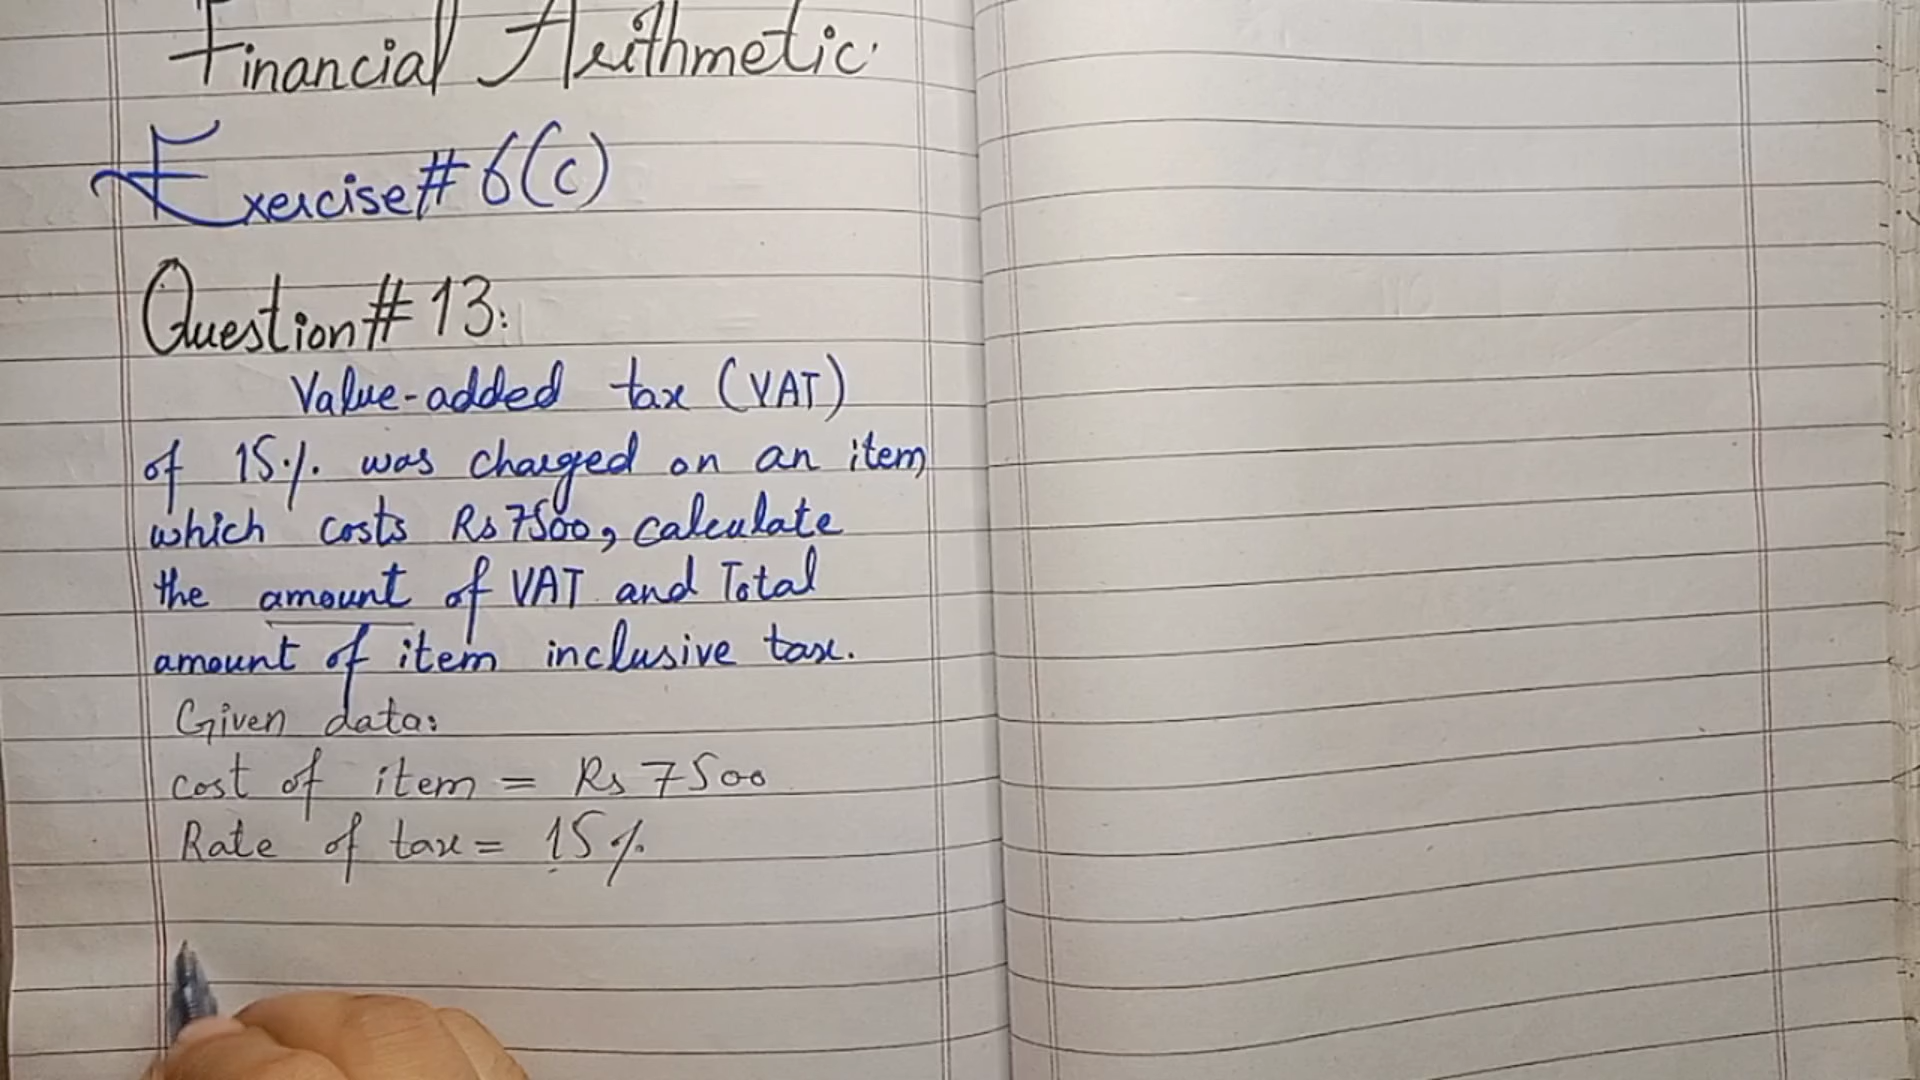 Financial Arithmetic.
Exercise# 6(c)
Question# 13:
Value-added tax (VAT)
of 15% was charged on an item
which costs Rs 7500, calculate
the amount of VAT and Total
amount of item inclusive tax.
Given data:
cost of item = Rs 7500
Rate of tax = 15%